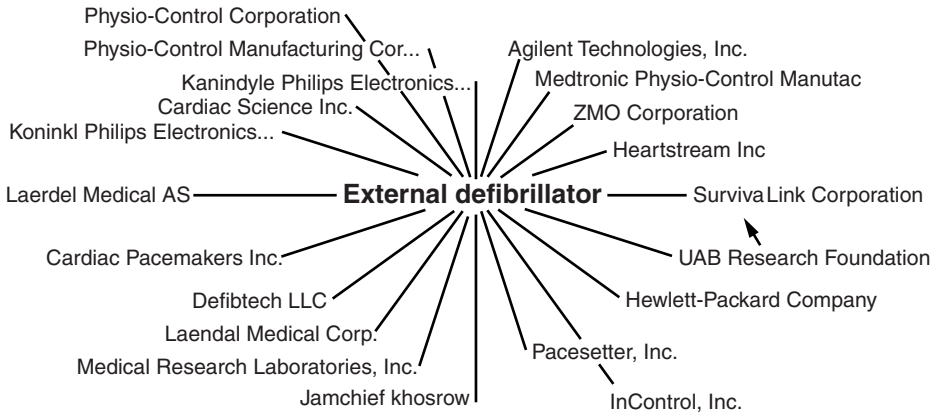 Physio-Control Corporation
Physio-Control Manufacturing Cor...
Agilent Technologies, Inc.
Kanindyle Philips Electronics...
Medtronic Physio-Control Manutac
Cardiac Science Inc.
ZMO Corporation
Koninkl Philips Electronics...
Heartstream Inc
Laerdel Medical AS
External defibrillator
SurvivaLink Corporation
Cardiac Pacemakers Inc.
UAB Research Foundation
Defibtech LLC
Hewlett-Packard Company
Laendal Medical Corp.
Pacesetter, Inc.
Medical Research Laboratories, Inc.
Jamchief khosrow
InControl, Inc.